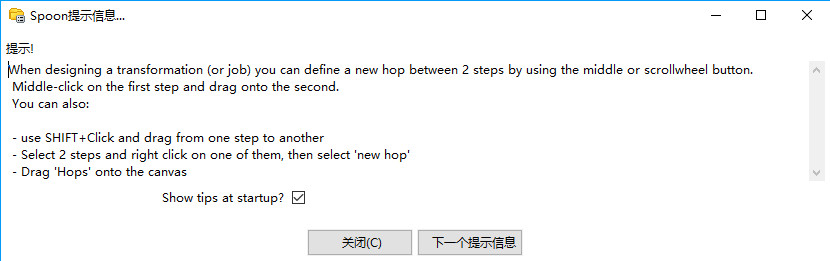 Spoon提示信息...
提示!
When designing a transformation (or job) you can define a new hop between 2 steps by using the middle or scrollwheel button.
Middle-click on the first step and drag onto the second.
You can also:
- use SHIFT+Click and drag from one step to another
- Select 2 steps and right click on one of them, then select 'new hop'
- Drag 'Hops' onto the canvas
Show tips at startup?
关闭(C) 下一个提示信息